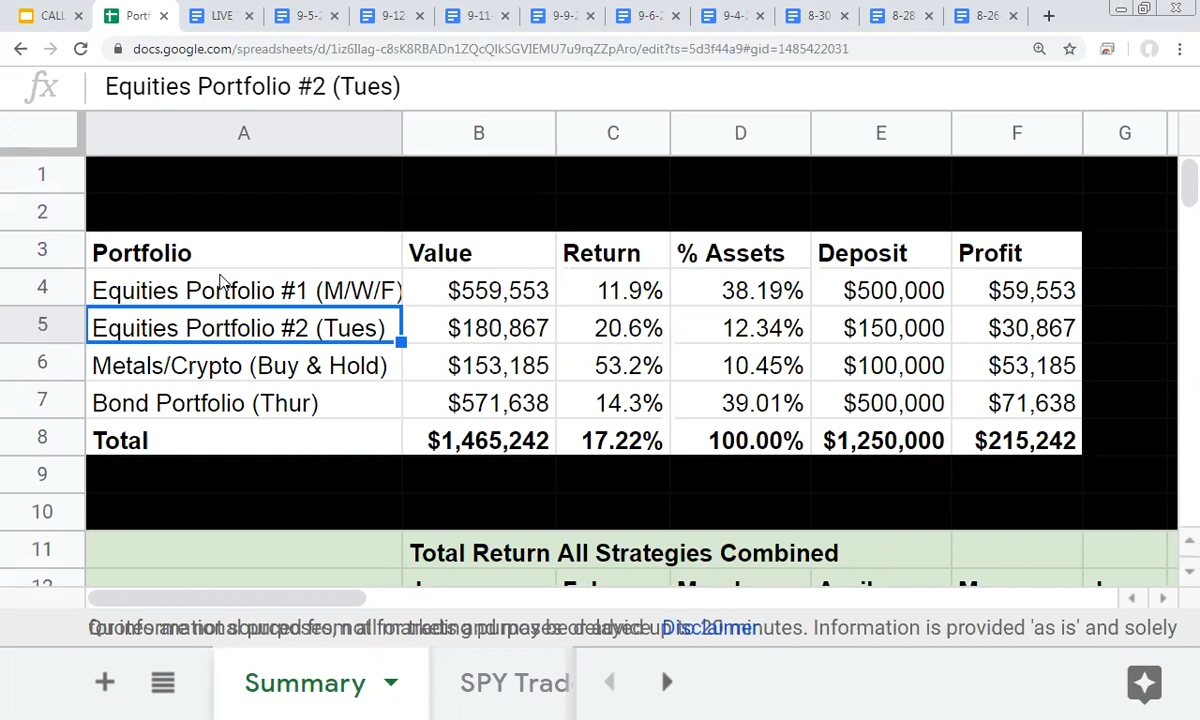 CALL Portf LIVE 9-5-2 9-12 9-11- 9-9-2 9-6-2 9-4-2 8-30 8-28 8-26
docs.google.com/spreadsheets/d/
fx Equities Portfolio #2 (Tues)
A B C D E F G
1
2
3 Portfolio Value Return % Assets Deposit Profit
4 Equities Portfolio #1 (M/W/F) $559,553 11.9% 38.19% $500,000 $59,553
5 Equities Portfolio #2 (Tues) $180,867 20.6% 12.34% $150,000 $30,867
6 Metals/Crypto (Buy & Hold) $153,185 53.2% 10.45% $100,000 $53,185
7 Bond Portfolio (Thur) $571,638 14.3% 39.01% $500,000 $71,638
8 Total $1,465,242 17.22% 100.00% $1,250,000 $215,242
9
10
11 Total Return All Strategies Combined
minutes. Information is provided 'as is' and solely
Summary SPY Trad